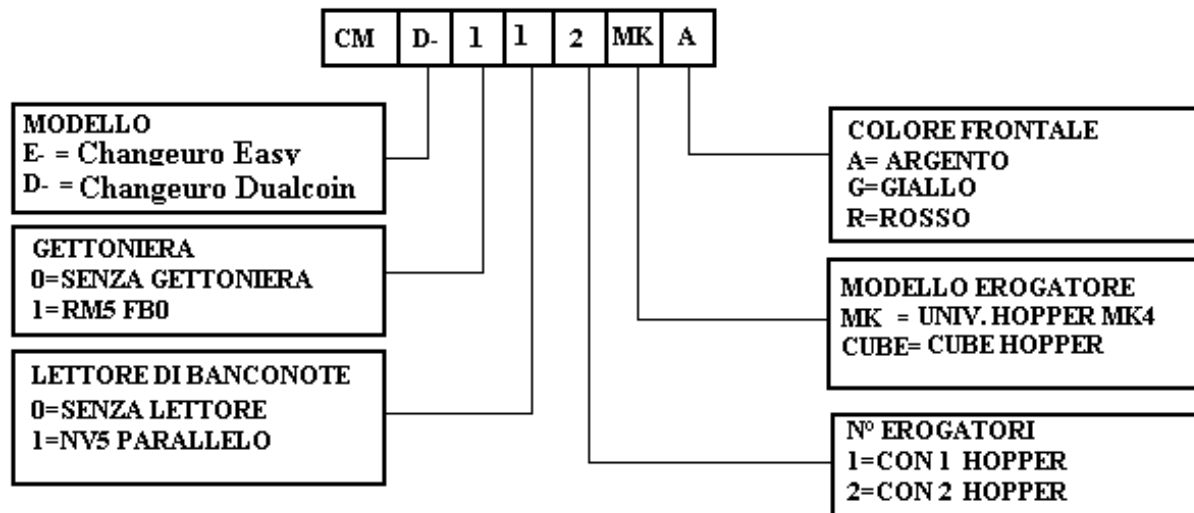 CM D- 1 1 2 MK A
MODELLO
E- = Changeuro Easy
D- = Changeuro Dualcoin
GETTONIERA
0=SENZA GETTONIERA
1=RM5 FB0
LETTORE DI BANCONOTE
0=SENZA LETTORE
1=NV5 PARALLELO
COLORE FRONTALE
A= ARGENTO
G=GIALLO
R=ROSSO
MODELLO EROGATORE
MK = UNIV. HOPPER MK4
CUBE= CUBE HOPPER
N° EROGATORI
1=CON 1 HOPPER
2=CON 2 HOPPER